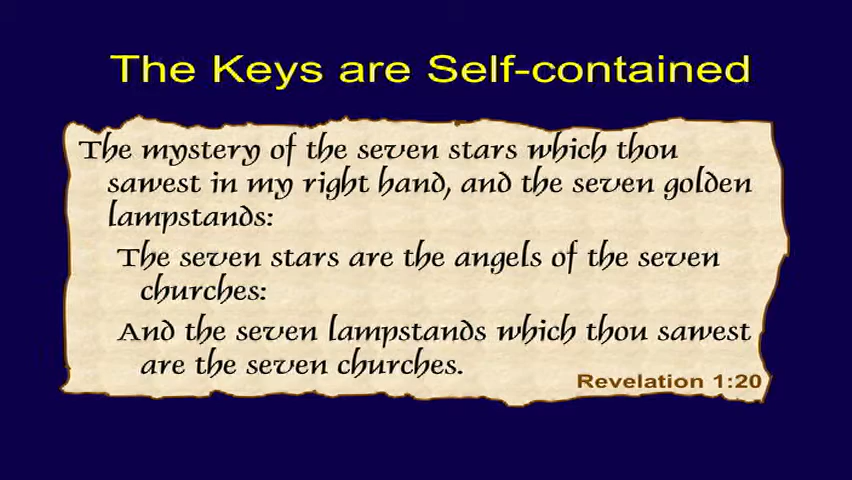 The Keys are Self-contained
The mystery of the seven stars which thou
sawest in my right hand, and the seven golden
lampstands:
The seven stars are the angels of the seven
churches:
And the seven lampstands which thou sawest
are the seven churches.
Revelation 1:20